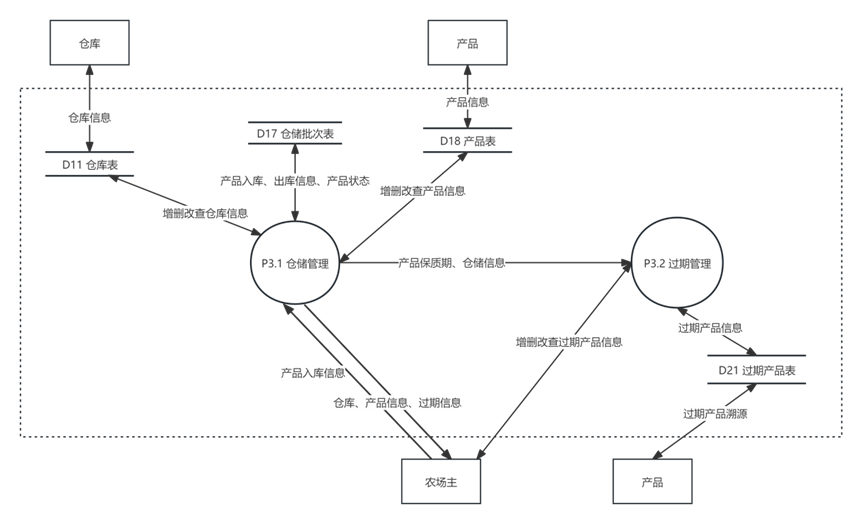 仓库
产品
仓库信息
产品信息
D17 仓储批次表
D18 产品表
D11 仓库表
产品入库、出库信息、产品状态
增删改查产品信息
增删改查仓库信息
P3.1 仓储管理
产品保质期、仓储信息
P3.2 过期管理
过期产品信息
增删改查过期产品信息
产品入库信息
D21 过期产品表
仓库、产品信息、过期信息
过期产品溯源
农场主
产品